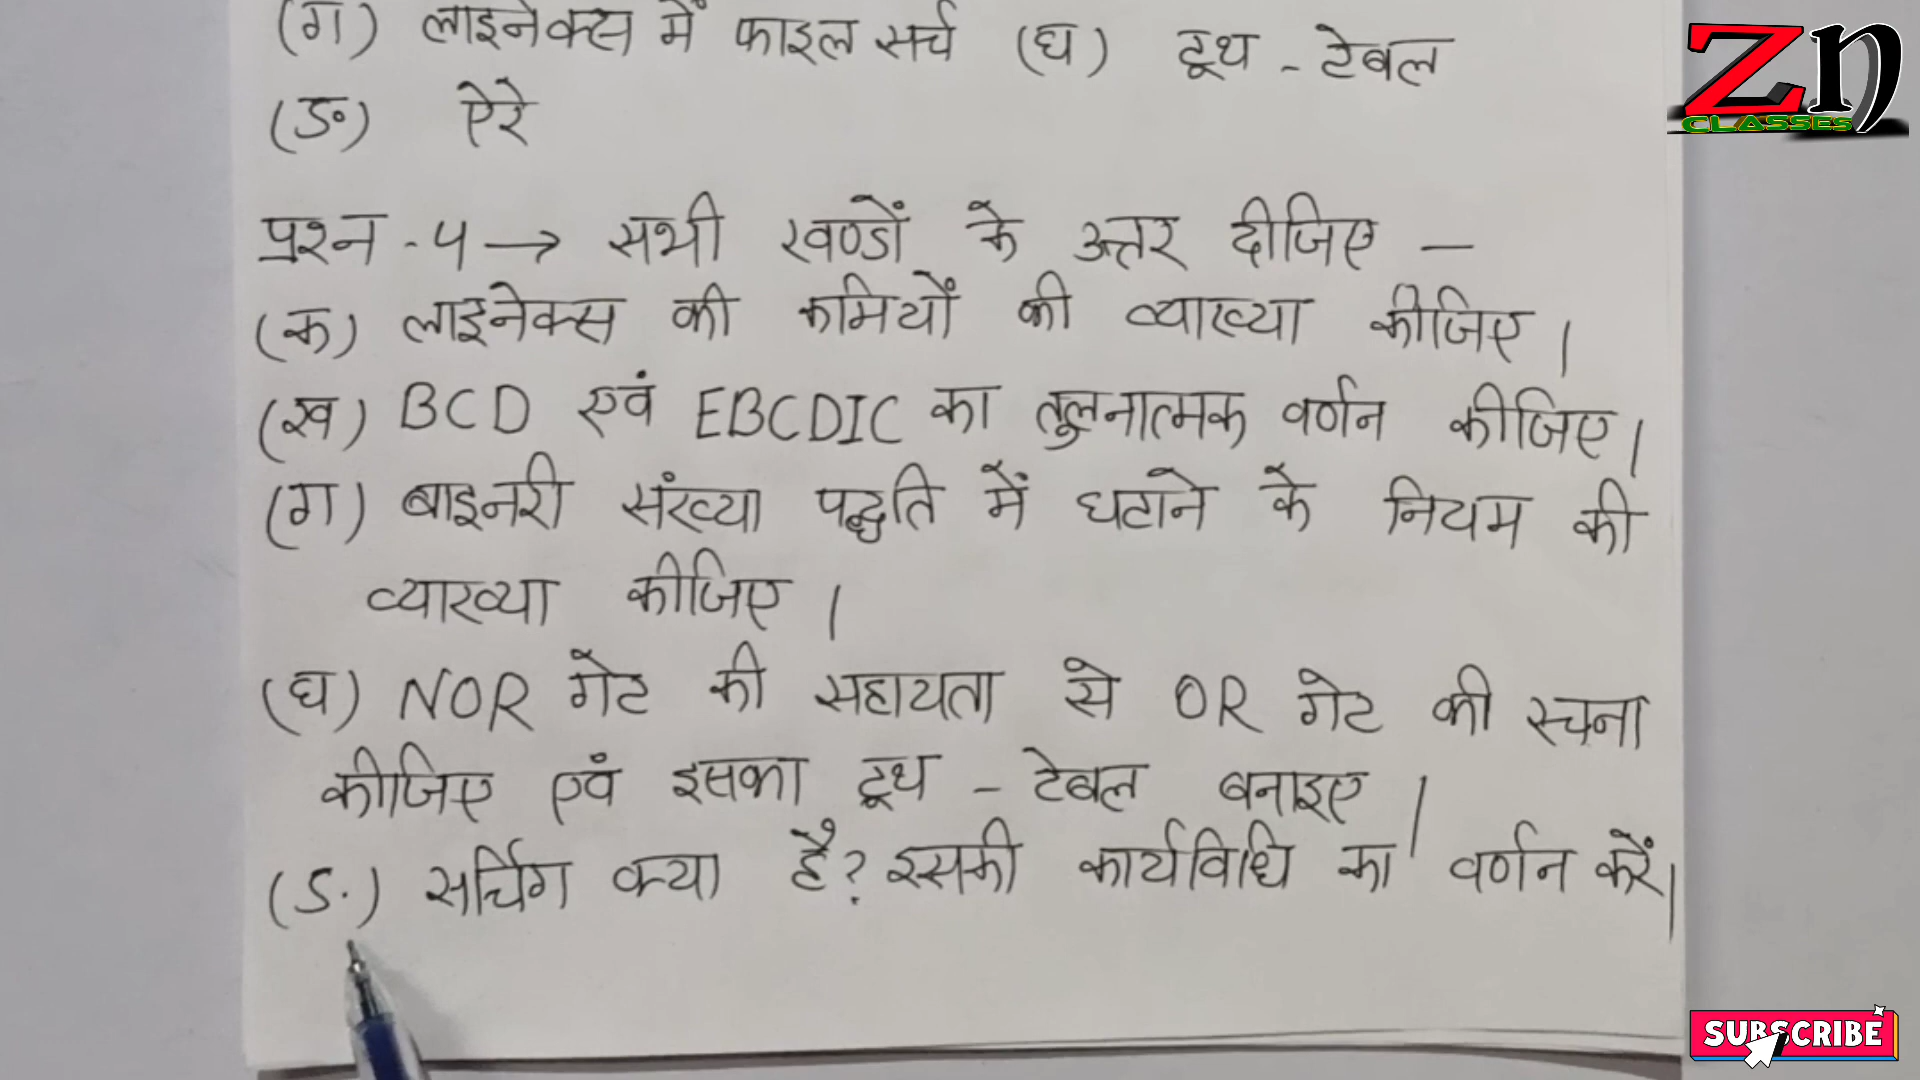 (ग) लाइनेक्स में फाइल सर्च (घ) ट्रूथ - टेबल
(ङ) ऐरे
प्रश्न - 4 → सभी खण्डों के उत्तर दीजिए —
(क) लाइनेक्स की कमियों की व्याख्या कीजिए।
(ख) BCD एवं EBCDIC का तुलनात्मक वर्णन कीजिए।
(ग) बाइनरी संख्या पद्धति में घटाने के नियम की
व्याख्या कीजिए।
(घ) NOR गेट की सहायता से OR गेट की रचना
कीजिए एवं इसका ट्रूथ - टेबल बनाइए।
(ङ) सर्चिंग क्या है? इसकी कार्यविधि का वर्णन करें।
Zn
CLASSES
SUBSCRIBE